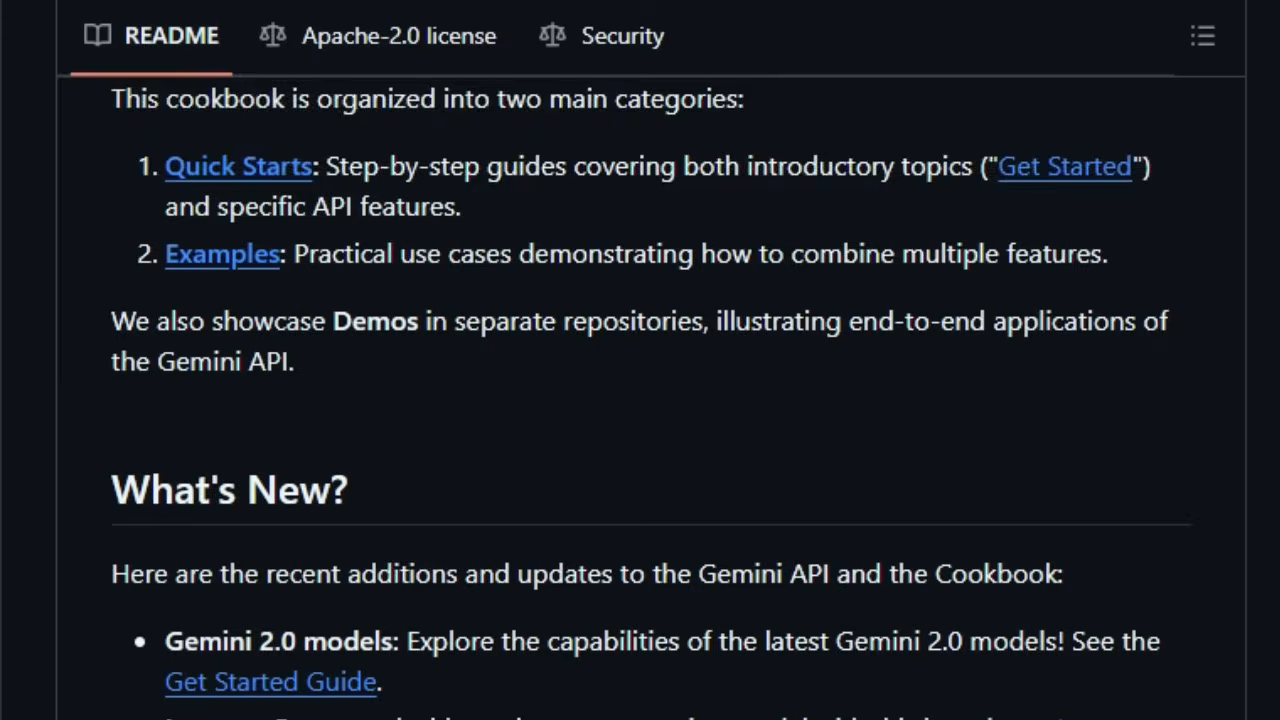 README Apache-2.0 license Security
This cookbook is organized into two main categories:
1. Quick Starts: Step-by-step guides covering both introductory topics ("Get Started")
and specific API features.
2. Examples: Practical use cases demonstrating how to combine multiple features.
We also showcase Demos in separate repositories, illustrating end-to-end applications of
the Gemini API.
What's New?
Here are the recent additions and updates to the Gemini API and the Cookbook:
• Gemini 2.0 models: Explore the capabilities of the latest Gemini 2.0 models! See the
Get Started Guide.